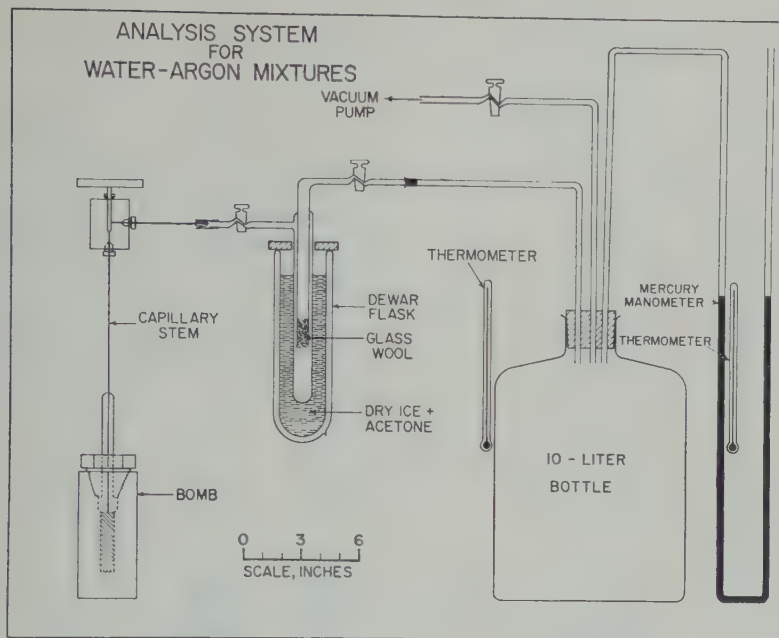 ANALYSIS SYSTEM
FOR
WATER-ARGON MIXTURES
VACUUM
PUMP
THERMOMETER
MERCURY
MANOMETER
DEWAR
FLASK
CAPILLARY
STEM
GLASS
WOOL
THERMOMETER
DRY ICE +
ACETONE
10 - LITER
BOTTLE
BOMB
0 3 6
SCALE, INCHES